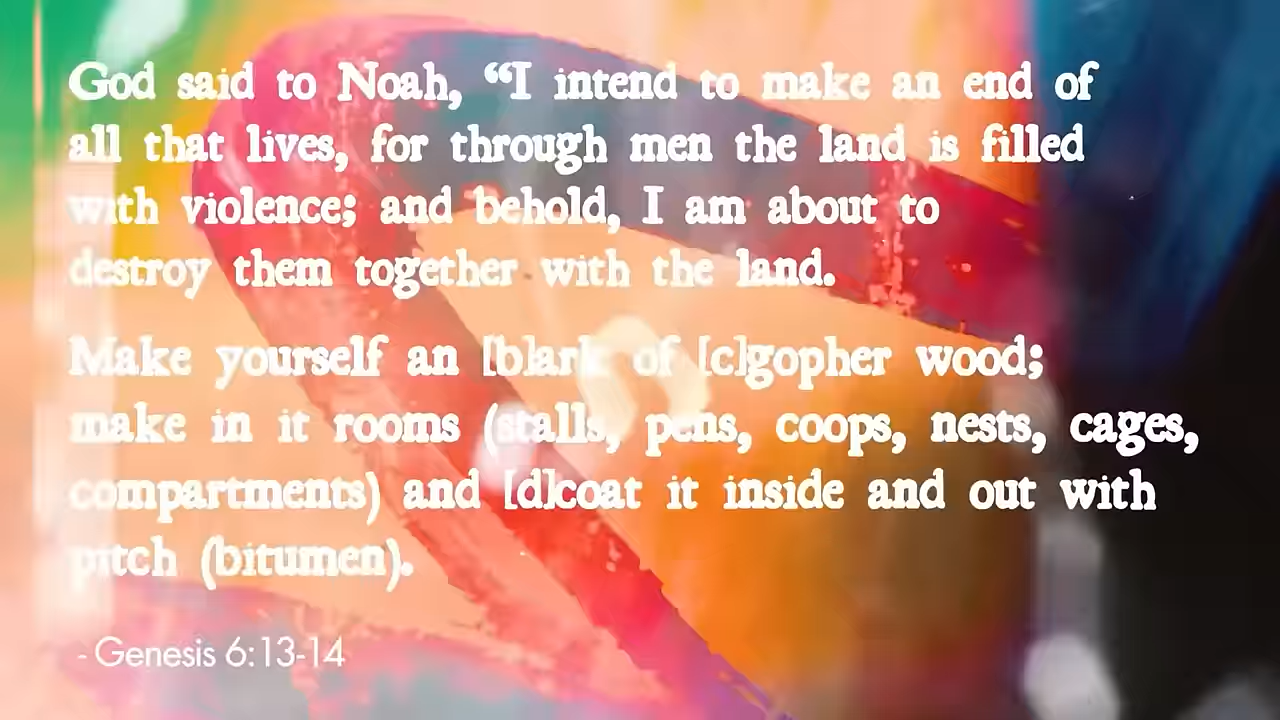 God said to Noah, “I intend to make an end of
all that lives, for through men the land is filled
with violence; and behold, I am about to
destroy them together with the land.
Make yourself an [b]ark of [c]gopher wood;
make in it rooms (stalls, pens, coops, nests, cages,
compartments) and [d]coat it inside and out with
pitch (bitumen).
- Genesis 6:13-14